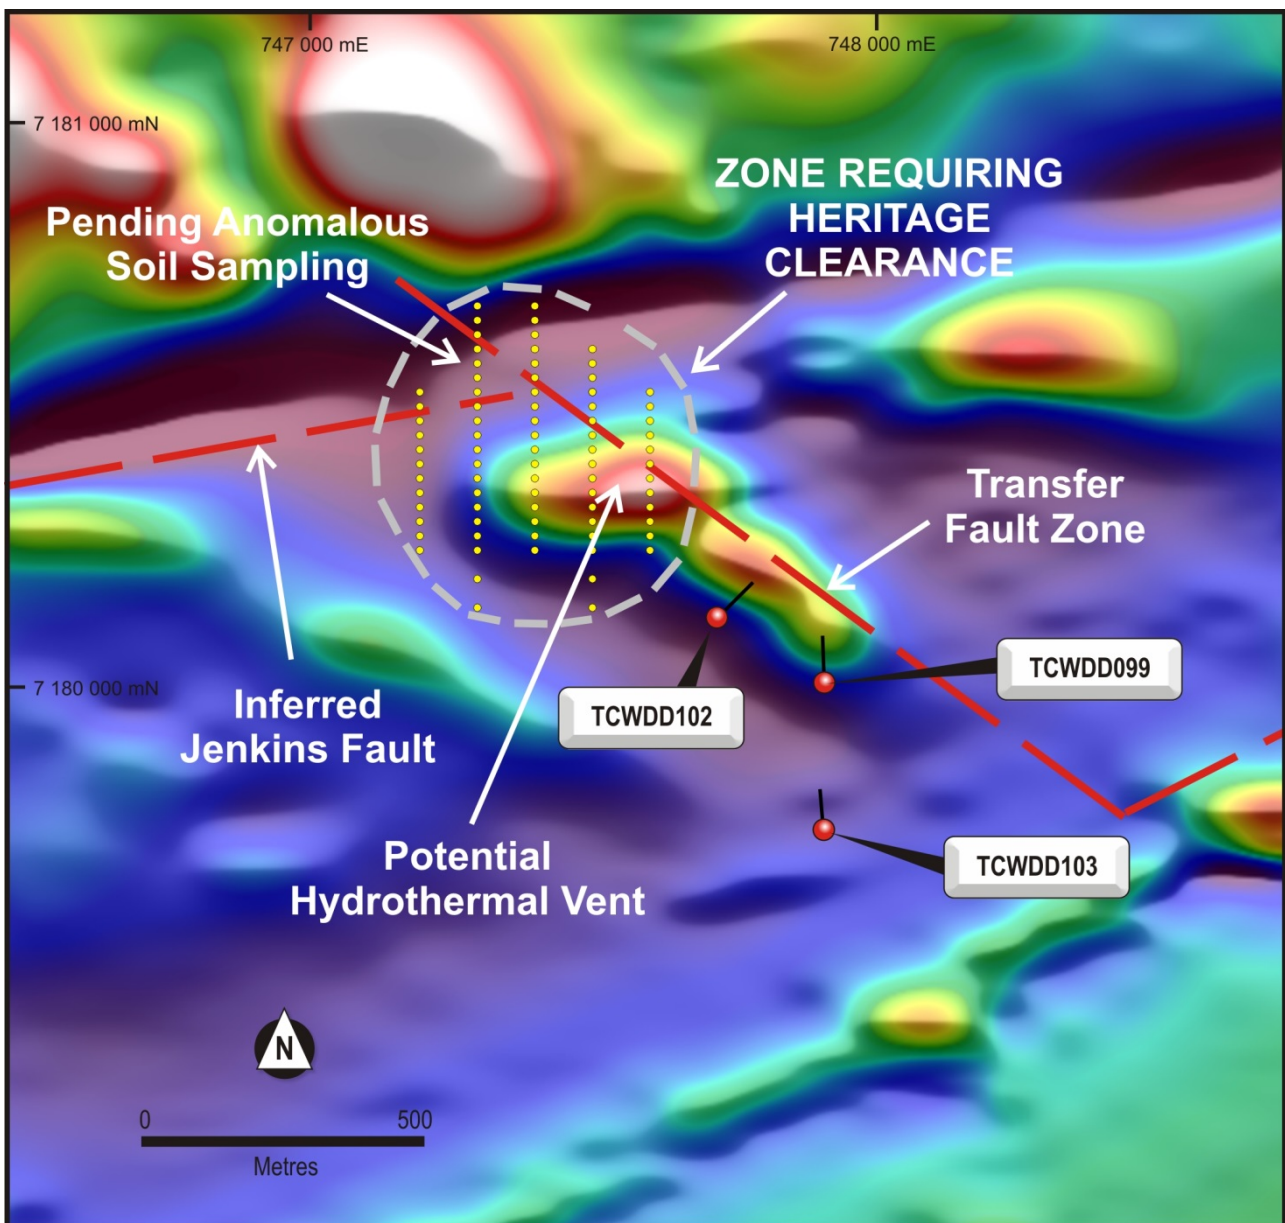 747 000 mE
748 000 mE
7 181 000 mN
ZONE REQUIRING
HERITAGE
CLEARANCE
Pending Anomalous
Soil Sampling
Transfer
Fault Zone
TCWDD099
7 180 000 mN
TCWDD102
Inferred
Jenkins Fault
TCWDD103
Potential
Hydrothermal Vent
N
0
500
Metres